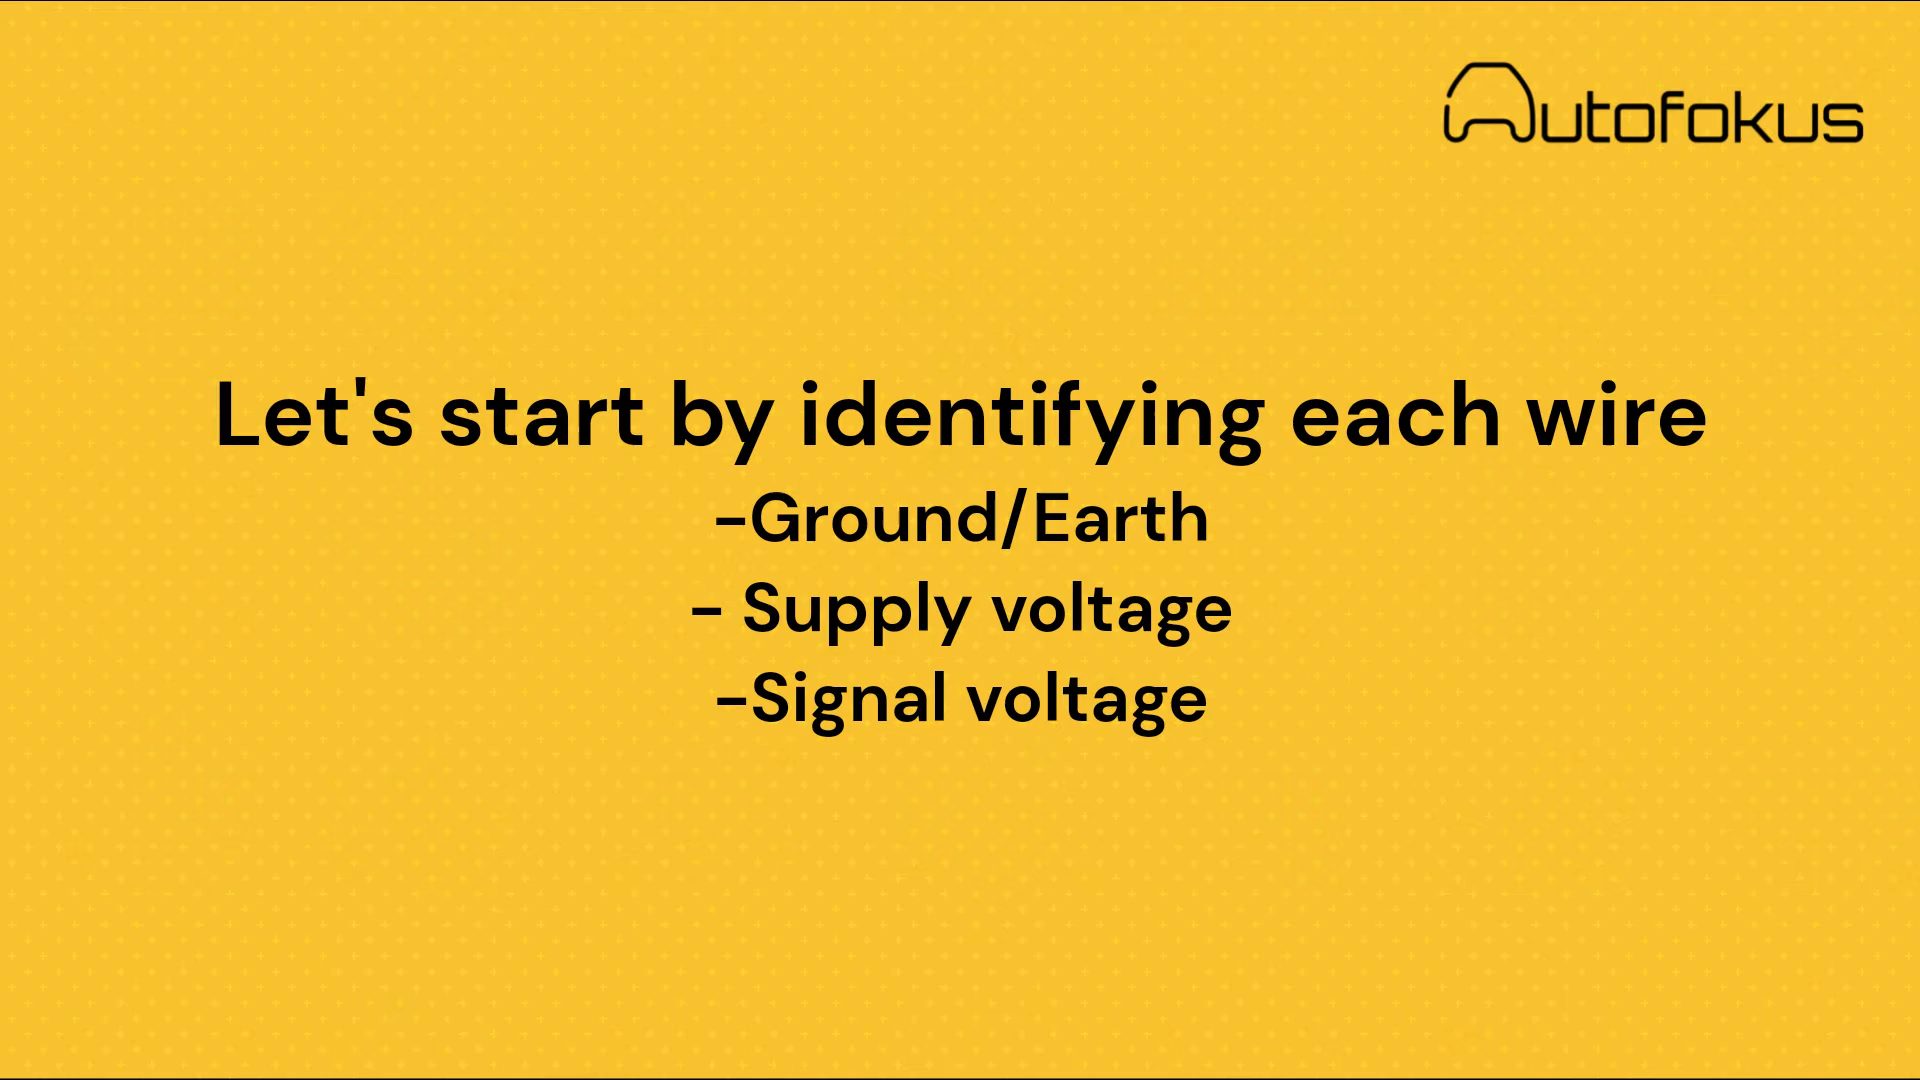 Autofokus
Let's start by identifying each wire
-Ground/Earth
- Supply voltage
-Signal voltage